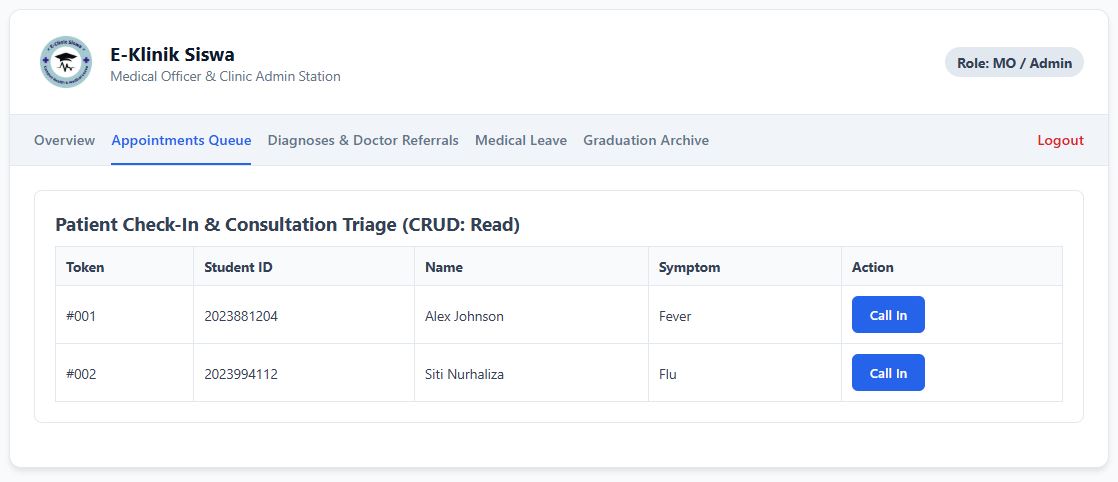 E-Klinik Siswa
Medical Officer & Clinic Admin Station
Role: MO / Admin
Overview Appointments Queue Diagnoses & Doctor Referrals Medical Leave Graduation Archive Logout
Patient Check-In & Consultation Triage (CRUD: Read)
Token Student ID Name Symptom Action
#001 2023881204 Alex Johnson Fever Call In
#002 2023994112 Siti Nurhaliza Flu Call In